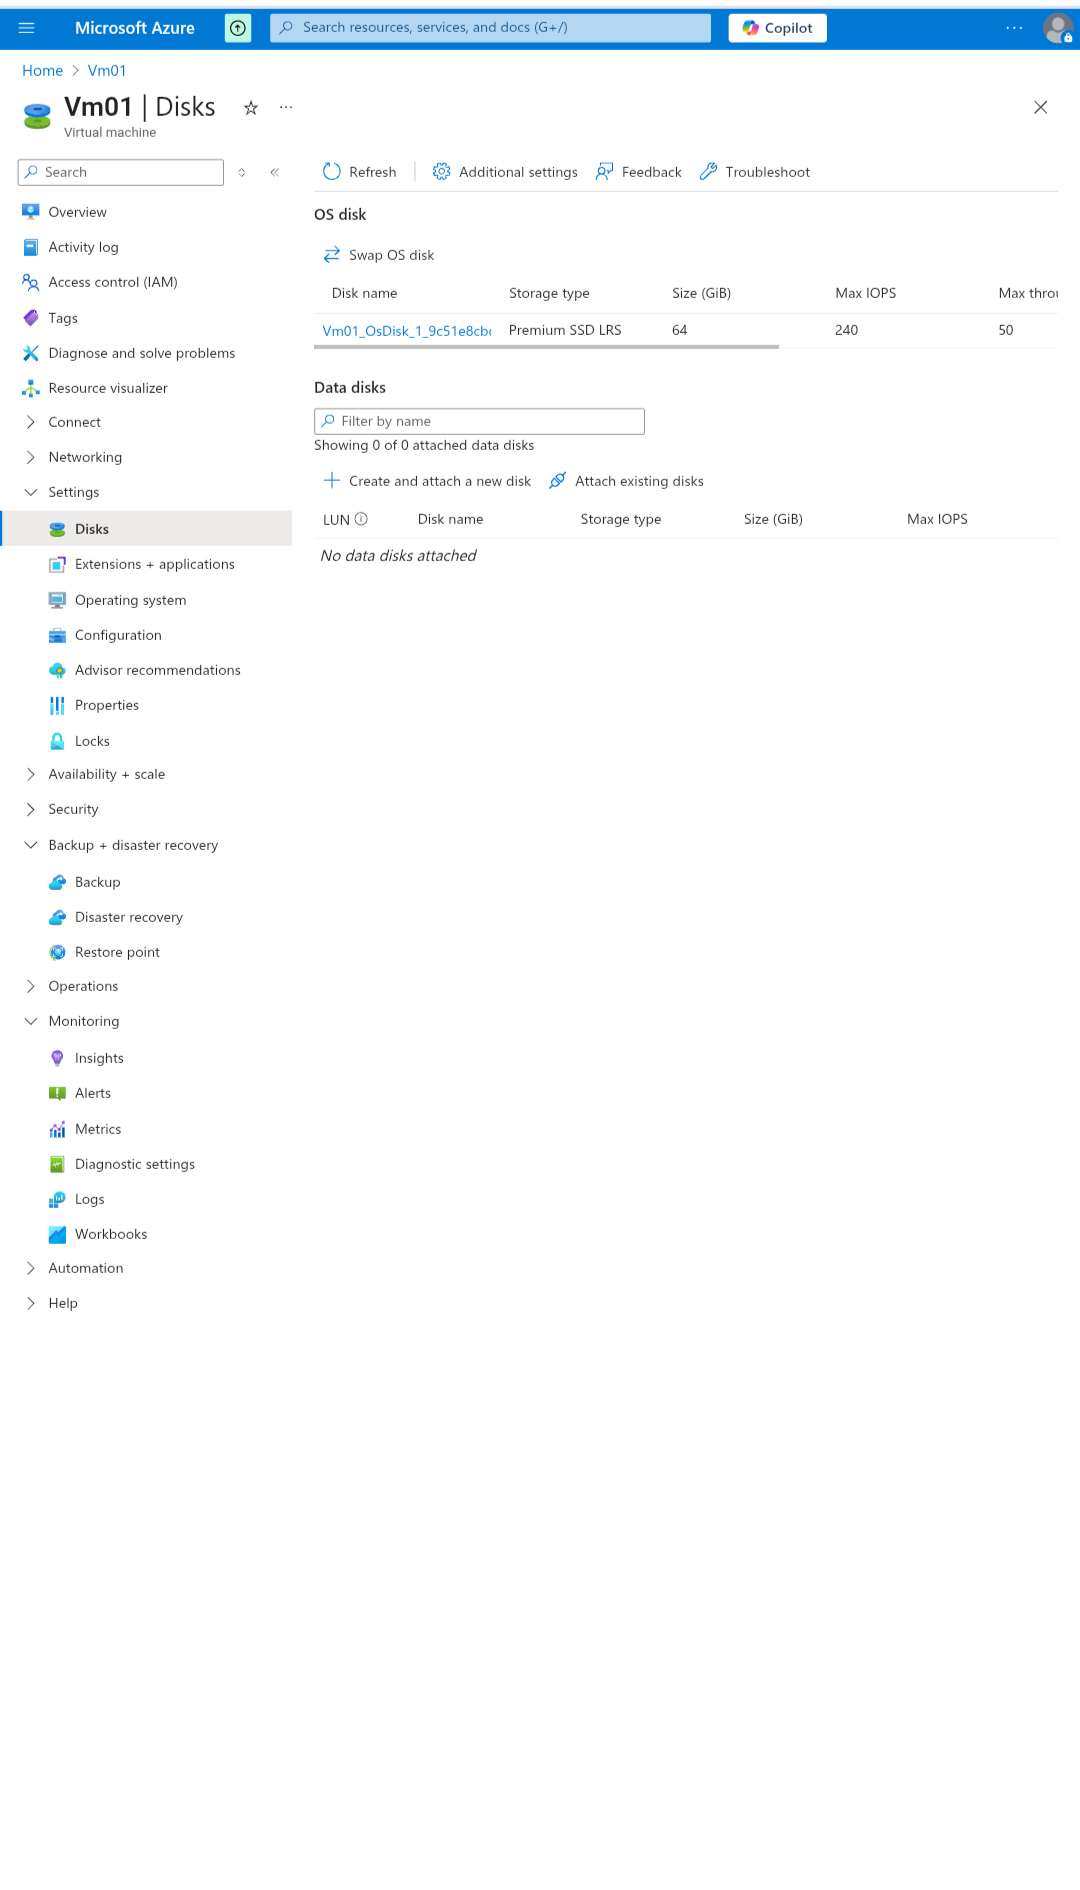 Microsoft Azure
Search resources, services, and docs (G+/)
Copilot
Home > Vm01
Vm01 | Disks
Virtual machine
Search
Overview
Activity log
Access control (IAM)
Tags
Diagnose and solve problems
Resource visualizer
Connect
Networking
Settings
Disks
Extensions + applications
Operating system
Configuration
Advisor recommendations
Properties
Locks
Availability + scale
Security
Backup + disaster recovery
Backup
Disaster recovery
Restore point
Operations
Monitoring
Insights
Alerts
Metrics
Diagnostic settings
Logs
Workbooks
Automation
Help
Refresh Additional settings Feedback Troubleshoot
OS disk
Swap OS disk
Disk name Storage type Size (GiB) Max IOPS Max
Vm01_OsDisk_1_9c51e8cb Premium SSD LRS 64 240 50
Data disks
Filter by name
Showing 0 of 0 attached data disks
Create and attach a new disk Attach existing disks
LUN Disk name Storage type Size (GiB) Max IOPS
No data disks attached